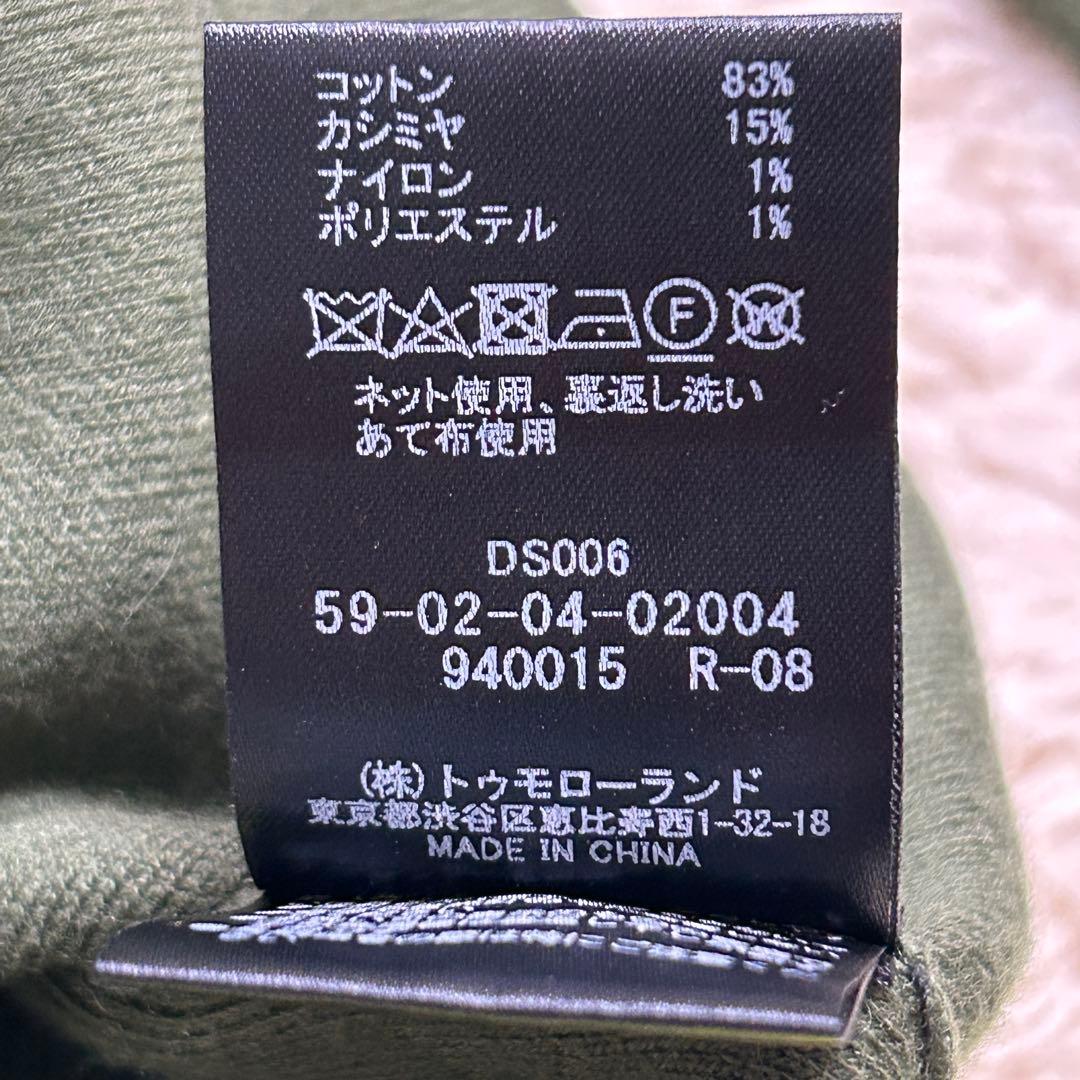 コットン 83%
カシミヤ 15%
ナイロン 1%
ポリエステル 1%
F W
ネット使用、裏返し洗い
あて布使用
DS006
59-02-04-02004
940015 R-08
(株)トゥモローランド
東京都渋谷区恵比寿西1-32-18
MADE IN CHINA